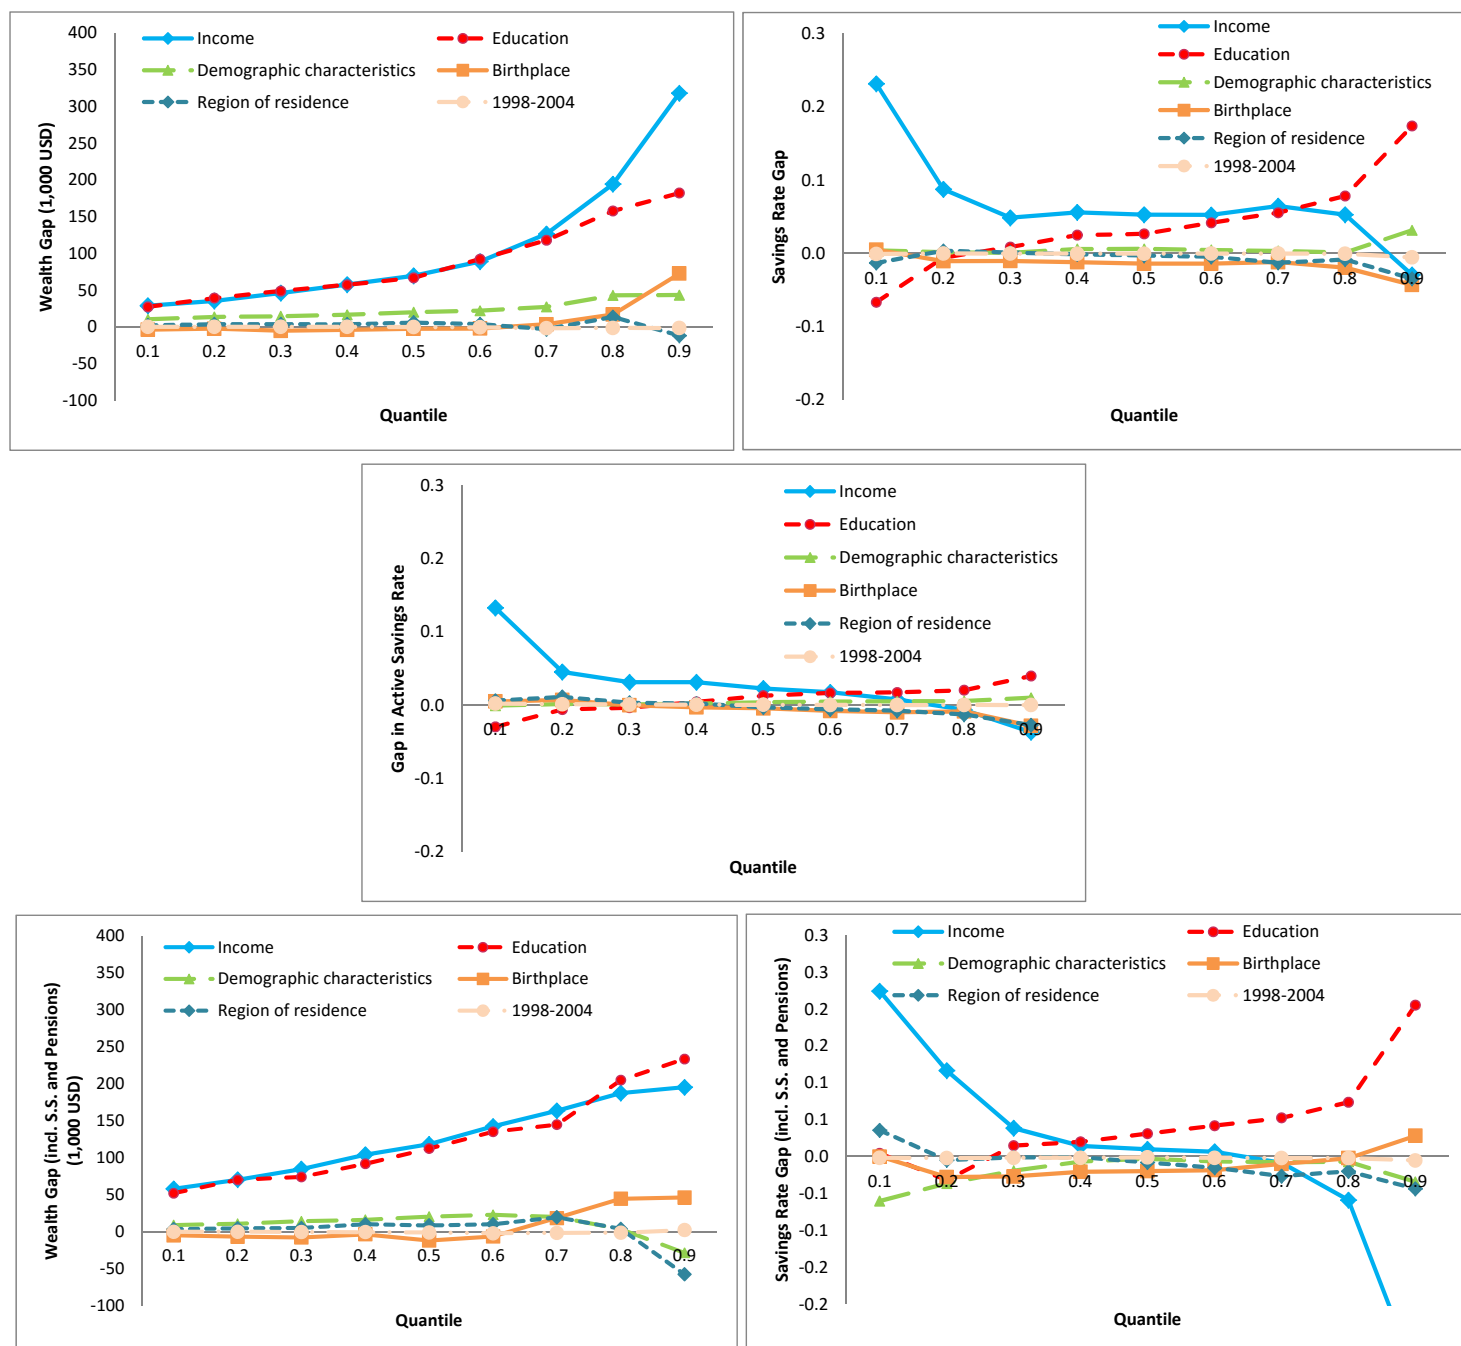 Wealth Gap (1,000 USD)
400
350
300
250
200
150
100
50
0
-50
-100
Income
Education
Demographic characteristics
Birthplace
Region of residence
1998-2004
0.1 0.2 0.3 0.4 0.5 0.6 0.7 0.8 0.9
Quantile
Savings Rate Gap
0.3
0.2
0.1
0.0
-0.1
-0.2
Income
Education
Demographic characteristics
Birthplace
Region of residence
1998-2004
0.1 0.2 0.3 0.4 0.5 0.6 0.7 0.8 0.9
Quantile
Gap in Active Savings Rate
0.3
0.2
0.1
0.0
-0.1
-0.2
Income
Education
Demographic characteristics
Birthplace
Region of residence
1998-2004
0.1 0.2 0.3 0.4 0.5 0.6 0.7 0.8 0.9
Quantile
Wealth Gap (incl. S.S. and Pensions)
(1,000 USD)
400
350
300
250
200
150
100
50
0
-50
-100
Income
Education
Demographic characteristics
Birthplace
Region of residence
1998-2004
0.1 0.2 0.3 0.4 0.5 0.6 0.7 0.8 0.9
Quantile
Savings Rate Gap (incl. S.S. and Pensions)
0.3
0.3
0.2
0.2
0.1
0.1
0.0
-0.1
-0.1
-0.2
-0.2
Income
Education
Demographic characteristics
Birthplace
Region of residence
1998-2004
0.1 0.2 0.3 0.4 0.5 0.6 0.7 0.8 0.9
Quantile